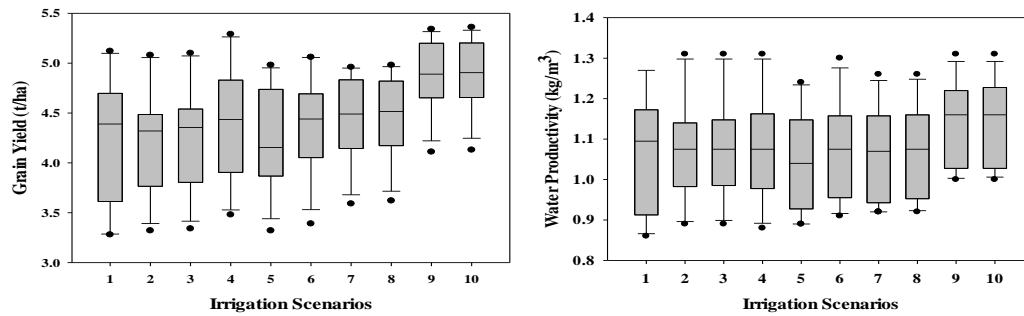 Grain Yield (t/ha)
5.5
5.0
4.5
4.0
3.5
3.0
1 2 3 4 5 6 7 8 9 10
Irrigation Scenarios
Water Productivity (kg/m³)
1.4
1.3
1.2
1.1
1.0
0.9
0.8
1 2 3 4 5 6 7 8 9 10
Irrigation Scenarios